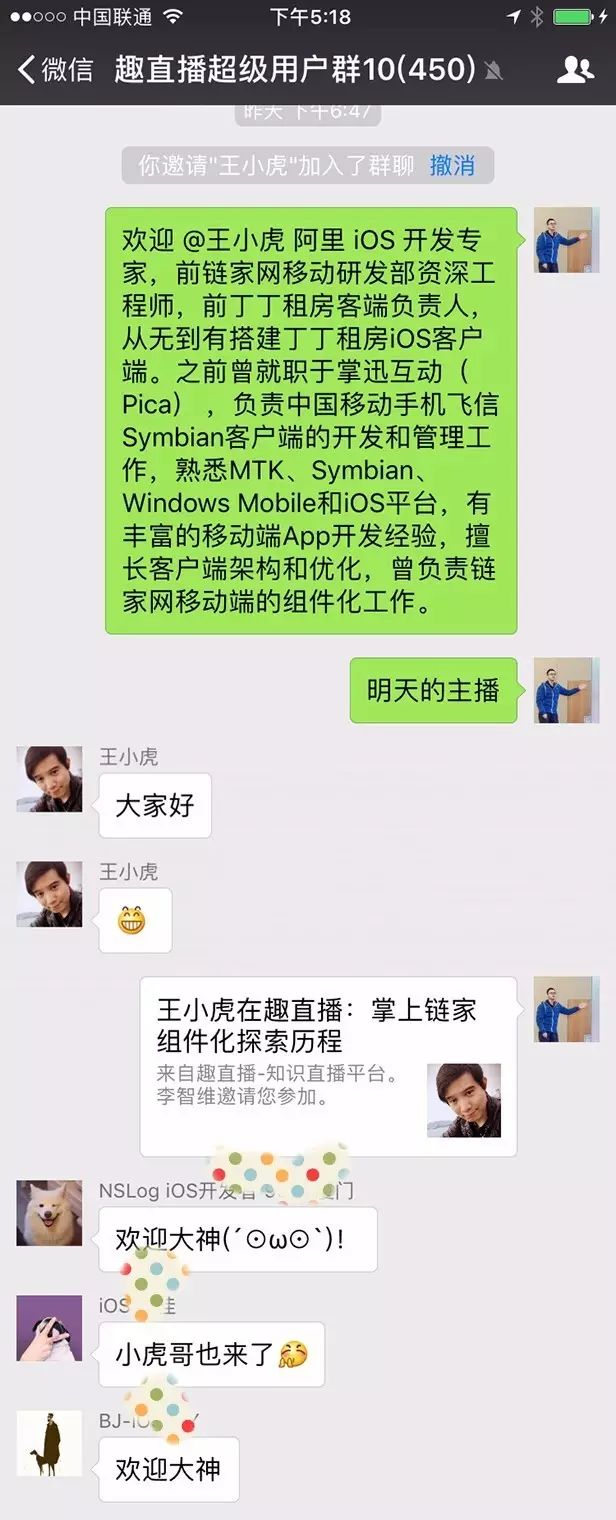 中国联通
下午5:18
微信
趣直播超级用户群10(450)
昨天 下午6:47
你邀请"王小虎"加入了群聊 撤消
欢迎 @王小虎 阿里 iOS 开发专
家，前链家网移动研发部资深工
程师，前丁丁租房客端负责人，
从无到有搭建丁丁租房iOS客户
端。之前曾就职于掌迅互动（
Pica），负责中国移动手机飞信
Symbian客户端的开发和管理工
作，熟悉MTK、Symbian、
Windows Mobile和iOS平台，有
丰富的移动端App开发经验，擅
长客户端架构和优化，曾负责链
家网移动端的组件化工作。
明天的主播
王小虎
大家好
王小虎
😁
王小虎在趣直播：掌上链家
组件化探索历程
来自趣直播-知识直播平台。
李智维邀请您参加。
NSLog iOS开发
欢迎大神(´⊙ω⊙`)！
iOS
小虎哥也来了
BJ-iO
欢迎大神